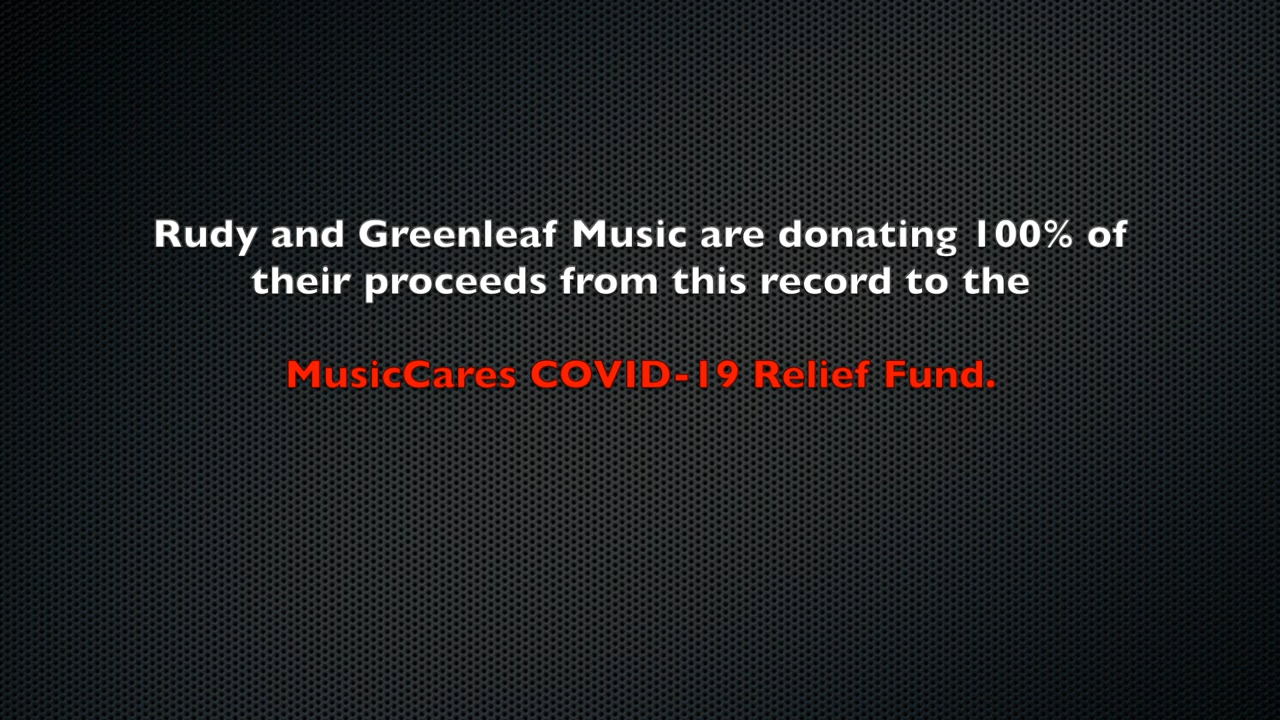 Rudy and Greenleaf Music are donating 100% of
their proceeds from this record to the
MusicCares COVID-19 Relief Fund.